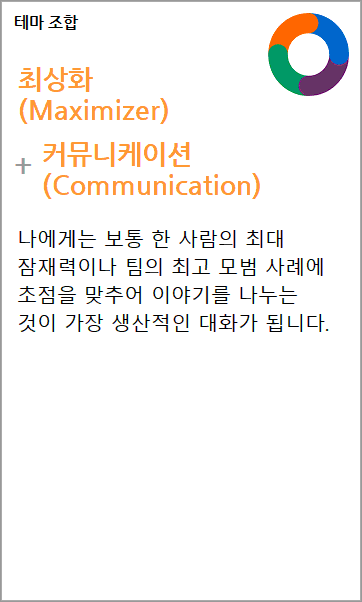 테마 조합
최상화
(Maximizer)
+ 커뮤니케이션
(Communication)
나에게는 보통 한 사람의 최대
잠재력이나 팀의 최고 모범 사례에
초점을 맞추어 이야기를 나누는
것이 가장 생산적인 대화가 됩니다.